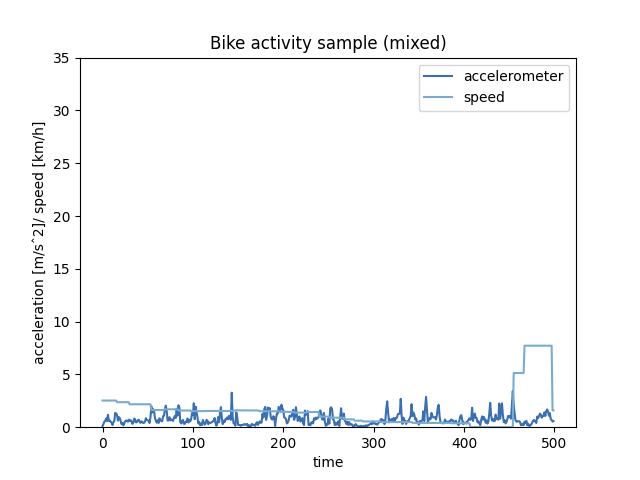 Bike activity sample (mixed)
accelerometer
speed
acceleration [m/s^2]/ speed [km/h]
35
30
25
20
15
10
5
0
0 100 200 300 400 500
time